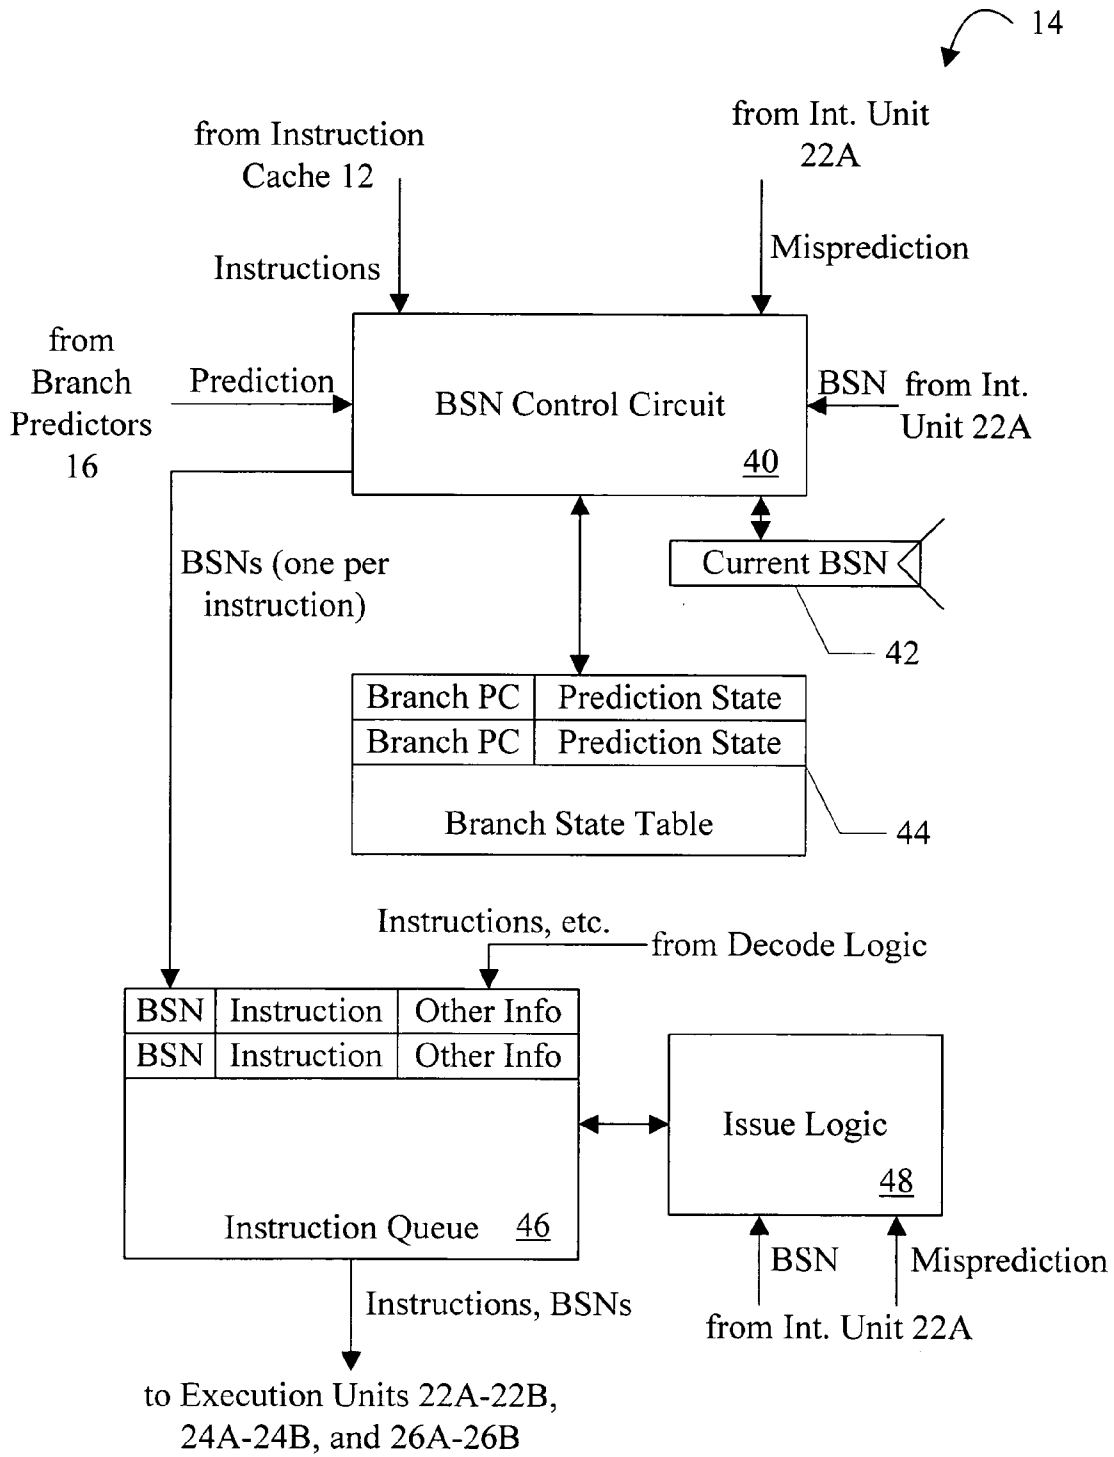 14
from Instruction
Cache 12
from Int. Unit
22A
Instructions
Misprediction
from
Branch
Predictors
16
Prediction
BSN Control Circuit
40
BSN
from Int.
Unit 22A
BSNs (one per
instruction)
Current BSN
42
Branch PC Prediction State
Branch PC Prediction State
Branch State Table
44
Instructions, etc.
from Decode Logic
BSN Instruction Other Info
BSN Instruction Other Info
Instruction Queue 46
Issue Logic
48
BSN
Misprediction
from Int. Unit 22A
Instructions, BSNs
to Execution Units 22A-22B,
24A-24B, and 26A-26B